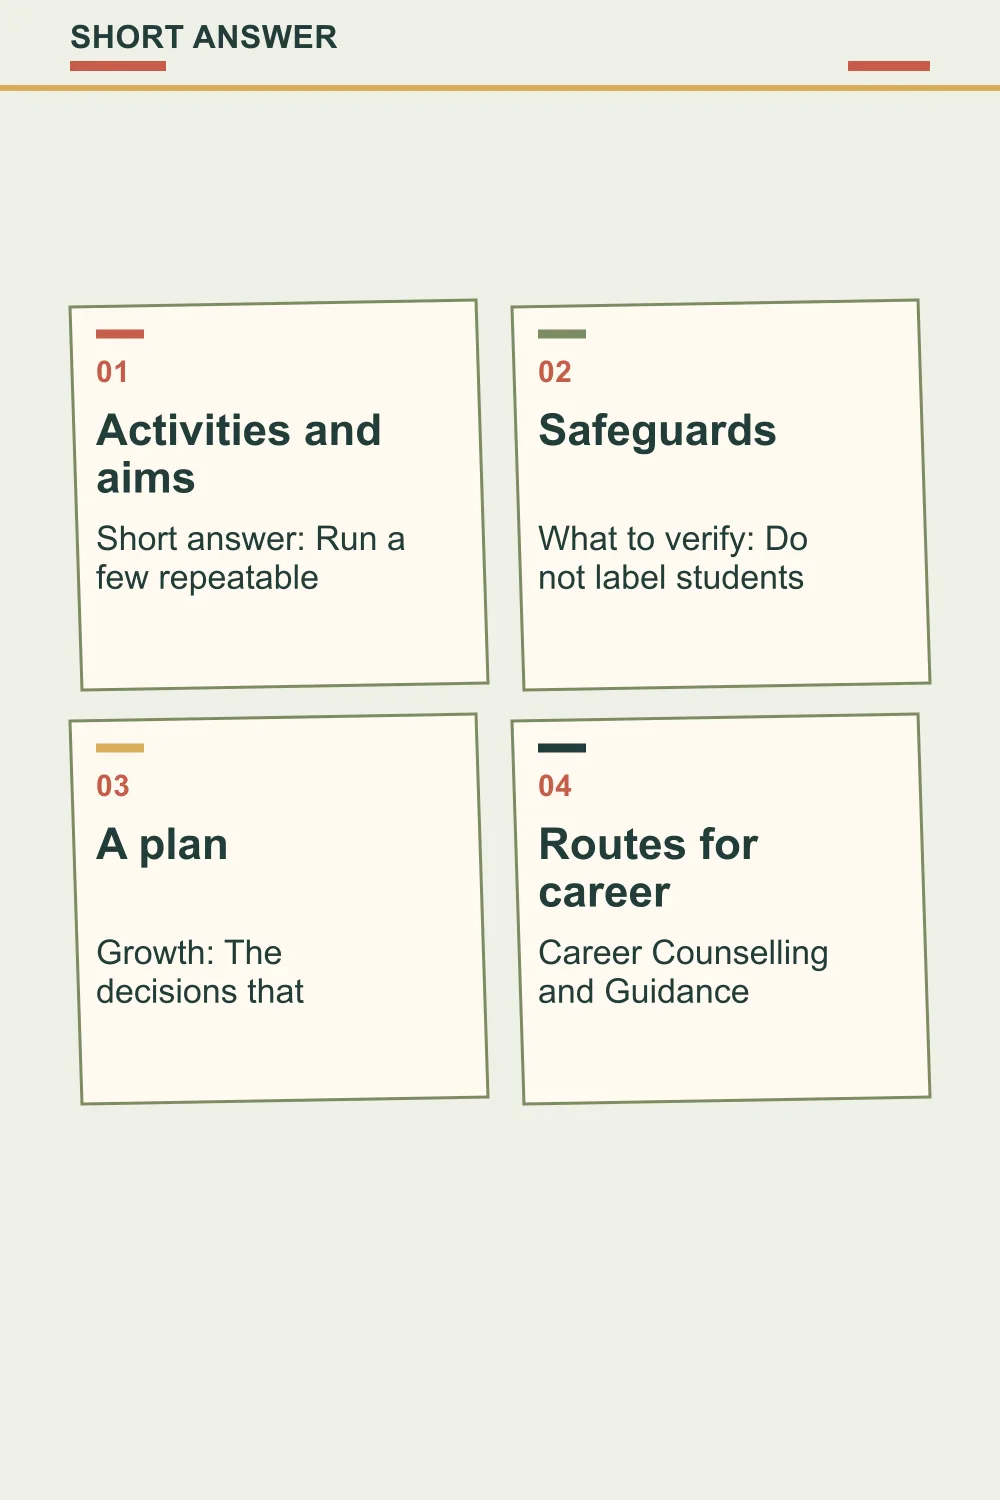 SHORT ANSWER
01
Activities and
aims
Short answer: Run a
few repeatable
02
Safeguards
What to verify: Do
not label students
03
A plan
Growth: The
decisions that
04
Routes for
career
Career Counselling
and Guidance